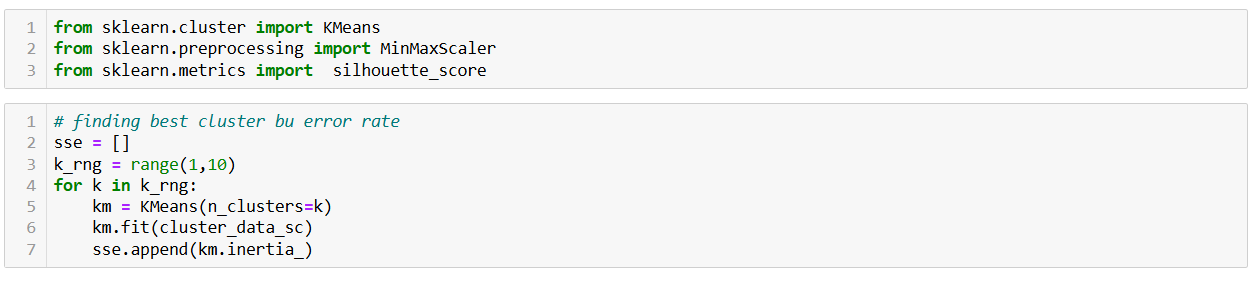 1 from sklearn.cluster import KMeans
2 from sklearn.preprocessing import MinMaxScaler
3 from sklearn.metrics import  silhouette_score
1 # finding best cluster bu error rate
2 sse = []
3 k_rng = range(1,10)
4 for k in k_rng:
5     km = KMeans(n_clusters=k)
6     km.fit(cluster_data_sc)
7     sse.append(km.inertia_)